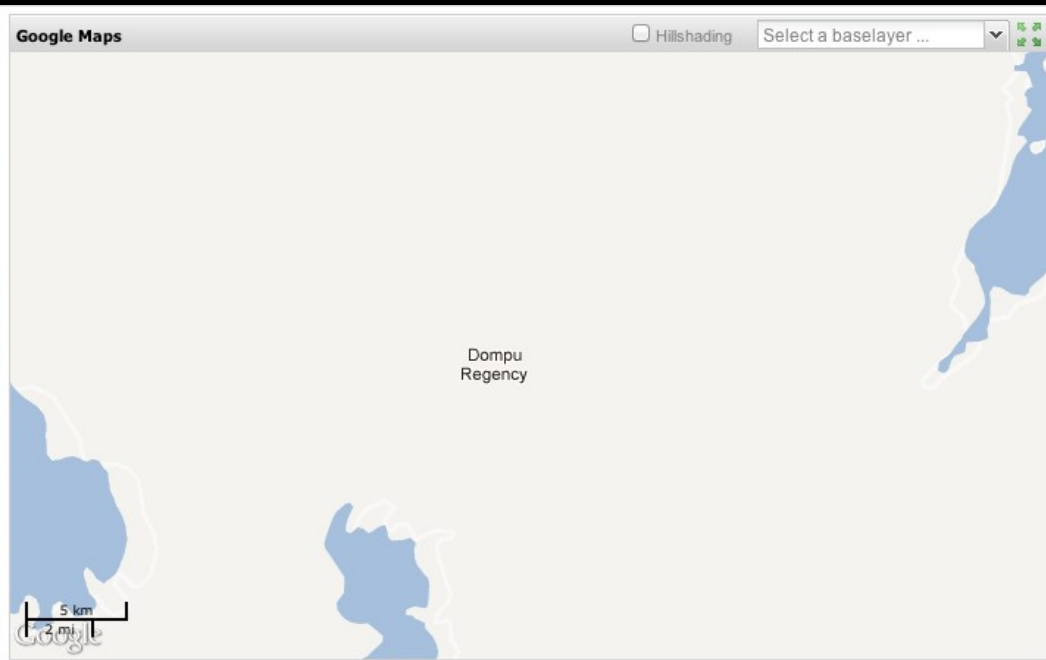 Google Maps
Hillshading
Select a baselayer ...
Dompu
Regency
5 km
2 mi
Google